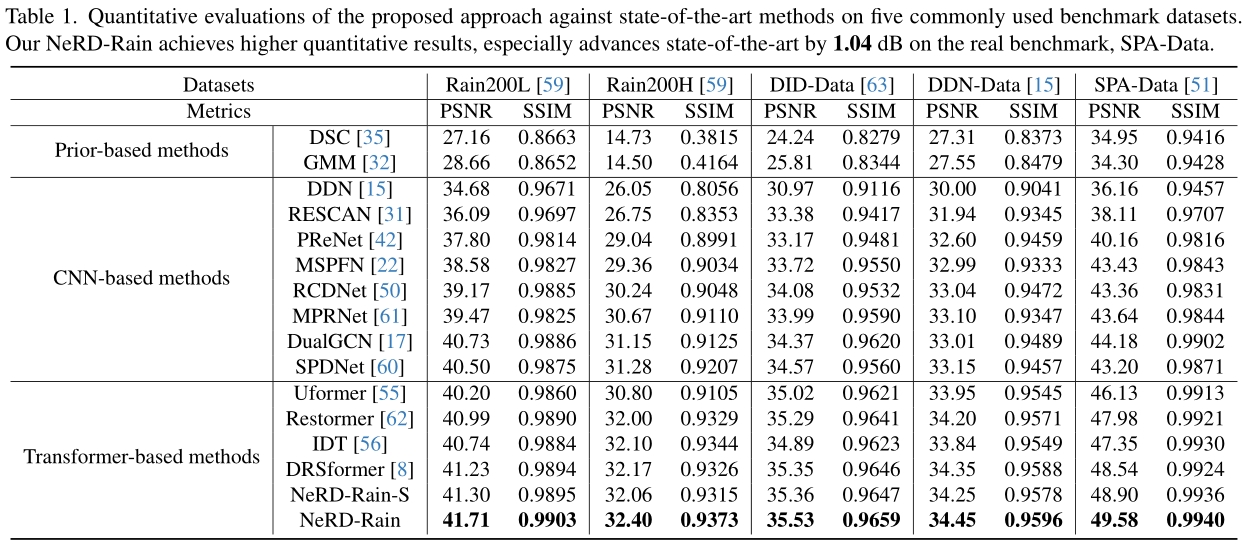 Table 1. Quantitative evaluations of the proposed approach against state-of-the-art methods on five commonly used benchmark datasets.
Our NeRD-Rain achieves higher quantitative results, especially advances state-of-the-art by 1.04 dB on the real benchmark, SPA-Data.
Datasets Rain200L [59] Rain200H [59] DID-Data [63] DDN-Data [15] SPA-Data [51]
Metrics PSNR SSIM PSNR SSIM PSNR SSIM PSNR SSIM PSNR SSIM
Prior-based methods
DSC [35] 27.16 0.8663 14.73 0.3815 24.24 0.8279 27.31 0.8373 34.95 0.9416
GMM [32] 28.66 0.8652 14.50 0.4164 25.81 0.8344 27.55 0.8479 34.30 0.9428
CNN-based methods
DDN [15] 34.68 0.9671 26.05 0.8056 30.97 0.9116 30.00 0.9041 36.16 0.9457
RESCAN [31] 36.09 0.9697 26.75 0.8353 33.38 0.9417 31.94 0.9345 38.11 0.9707
PReNet [42] 37.80 0.9814 29.04 0.8991 33.17 0.9481 32.60 0.9459 40.16 0.9816
MSPFN [22] 38.58 0.9827 29.36 0.9034 33.72 0.9550 32.99 0.9333 43.43 0.9843
RCDNet [50] 39.17 0.9885 30.24 0.9048 34.08 0.9532 33.04 0.9472 43.36 0.9831
MPRNet [61] 39.47 0.9825 30.67 0.9110 33.99 0.9590 33.10 0.9347 43.64 0.9844
DualGCN [17] 40.73 0.9886 31.15 0.9125 34.37 0.9620 33.01 0.9489 44.18 0.9902
SPDNet [60] 40.50 0.9875 31.28 0.9207 34.57 0.9560 33.15 0.9457 43.20 0.9871
Transformer-based methods
Uformer [55] 40.20 0.9860 30.80 0.9105 35.02 0.9621 33.95 0.9545 46.13 0.9913
Restormer [62] 40.99 0.9890 32.00 0.9329 35.29 0.9641 34.20 0.9571 47.98 0.9921
IDT [56] 40.74 0.9884 32.10 0.9344 34.89 0.9623 33.84 0.9549 47.35 0.9930
DRSformer [8] 41.23 0.9894 32.17 0.9326 35.35 0.9646 34.35 0.9588 48.54 0.9924
NeRD-Rain-S 41.30 0.9895 32.06 0.9315 35.36 0.9647 34.25 0.9578 48.90 0.9936
NeRD-Rain 41.71 0.9903 32.40 0.9373 35.53 0.9659 34.45 0.9596 49.58 0.9940